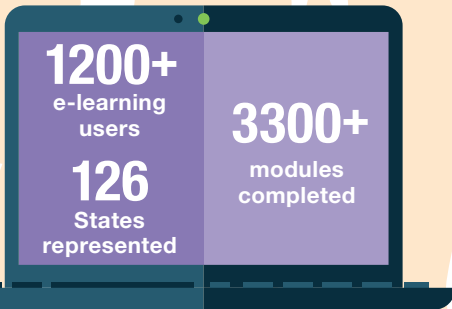 1200+
e-learning
users
126
States
represented
3300+
modules
completed